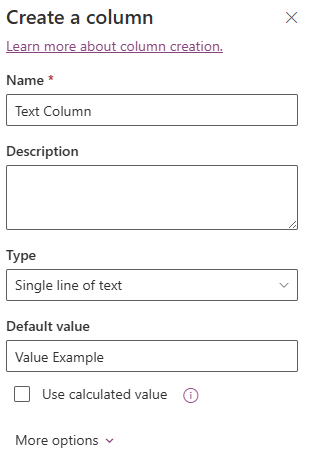 Create a column
Learn more about column creation.
Name *
Text Column
Description
Type
Single line of text
Default value
Value Example
Use calculated value
More options